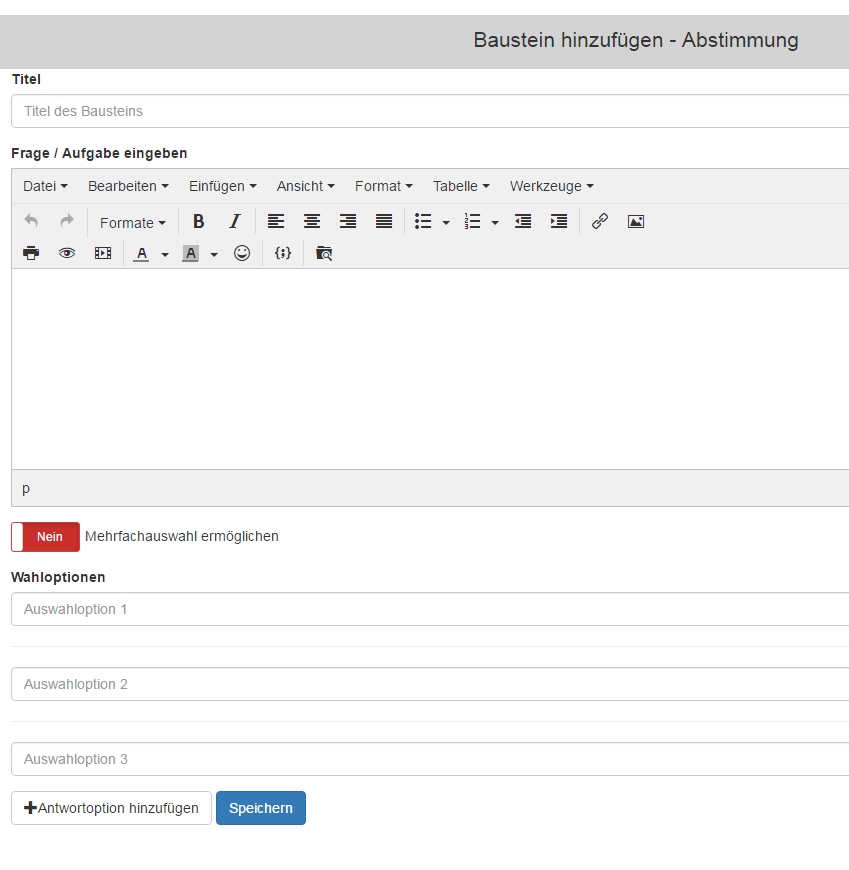 Baustein hinzufügen - Abstimmung
Titel
Titel des Bausteins
Frage / Aufgabe eingeben
Datei Bearbeiten Einfügen Ansicht Format Tabelle Werkzeuge
Formate B I
A A {;}
p
Nein Mehrfachauswahl ermöglichen
Wahloptionen
Auswahloption 1
Auswahloption 2
Auswahloption 3
Antwortoption hinzufügen Speichern